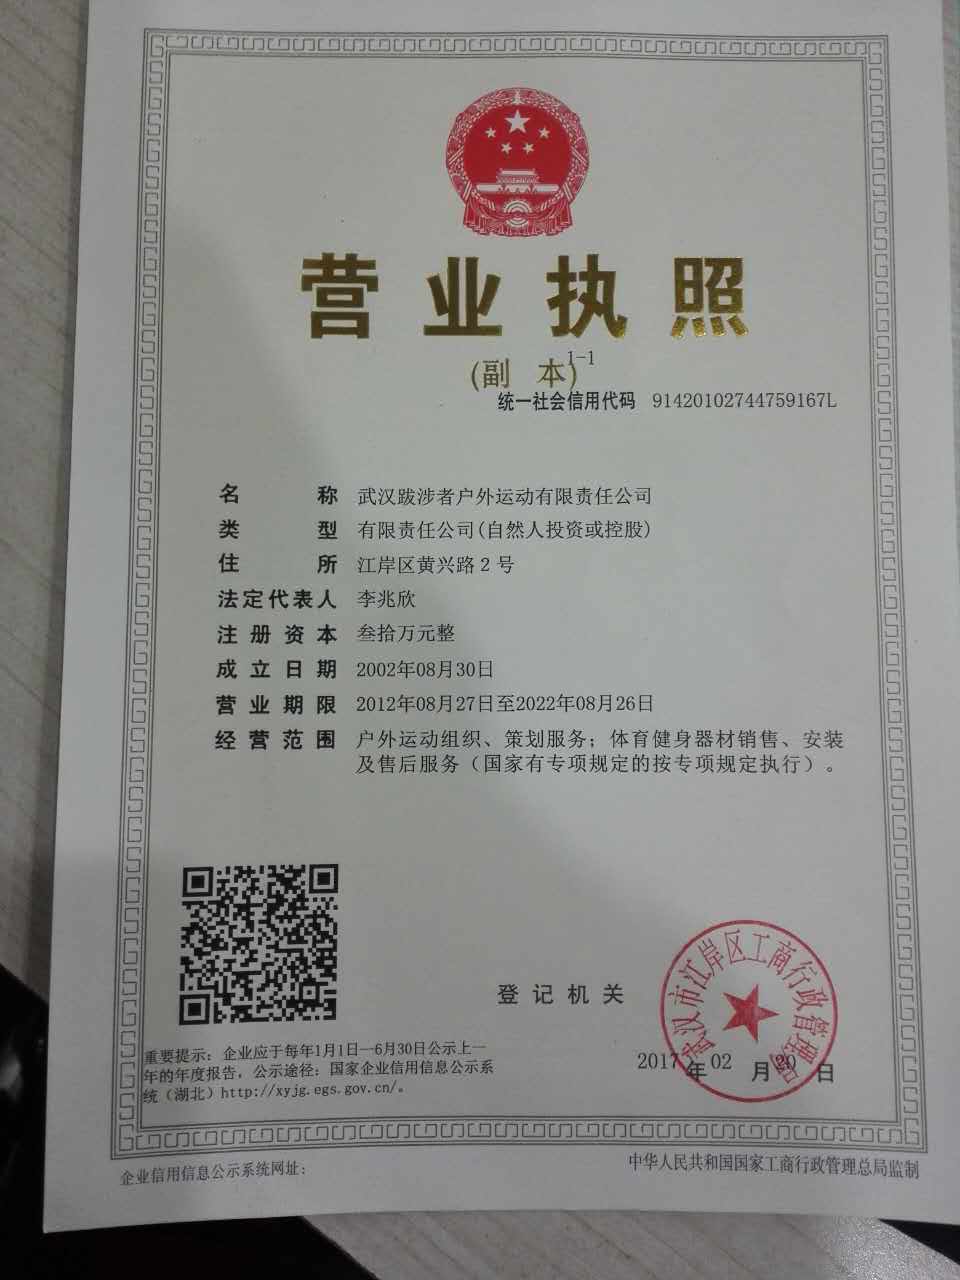 营业执照
(副 本) 1-1
统一社会信用代码 91420102744759167L
名 称 武汉跋涉者户外运动有限责任公司
类 型 有限责任公司(自然人投资或控股)
住 所 江岸区黄兴路2号
法定代表人 李兆欣
注册资本 叁拾万元整
成立日期 2002年08月30日
营业期限 2012年08月27日至2022年08月26日
经营范围 户外运动组织、策划服务；体育健身器材销售、安装
及售后服务（国家有专项规定的按专项规定执行）。
登记机关
武汉市江岸区工商行政管理局
2017年02月20日
重要提示：企业应于每年1月1日—6月30日公示上一
年的年度报告，公示途径：国家企业信用信息公示系
统（湖北）http://xyjg.egs.gov.cn/。
企业信用信息公示系统网址：
中华人民共和国国家工商行政管理总局监制